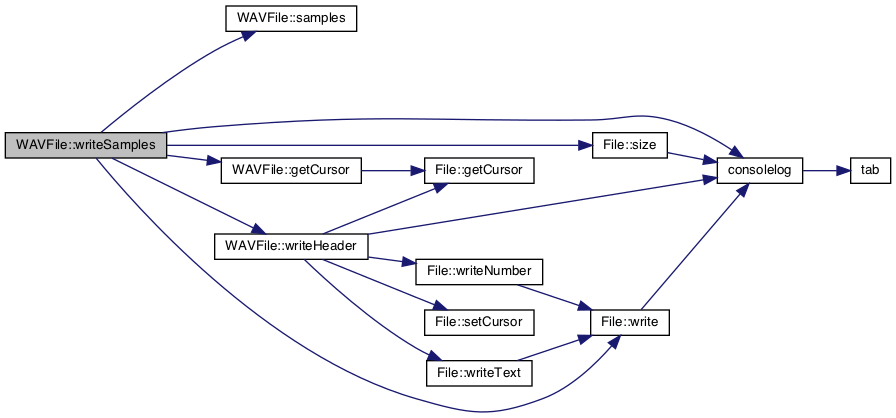 WAVFile::samples
WAVFile::writeSamples
File::size
WAVFile::getCursor
File::getCursor
consolelog
tab
WAVFile::writeHeader
File::writeNumber
File::setCursor
File::write
File::writeText